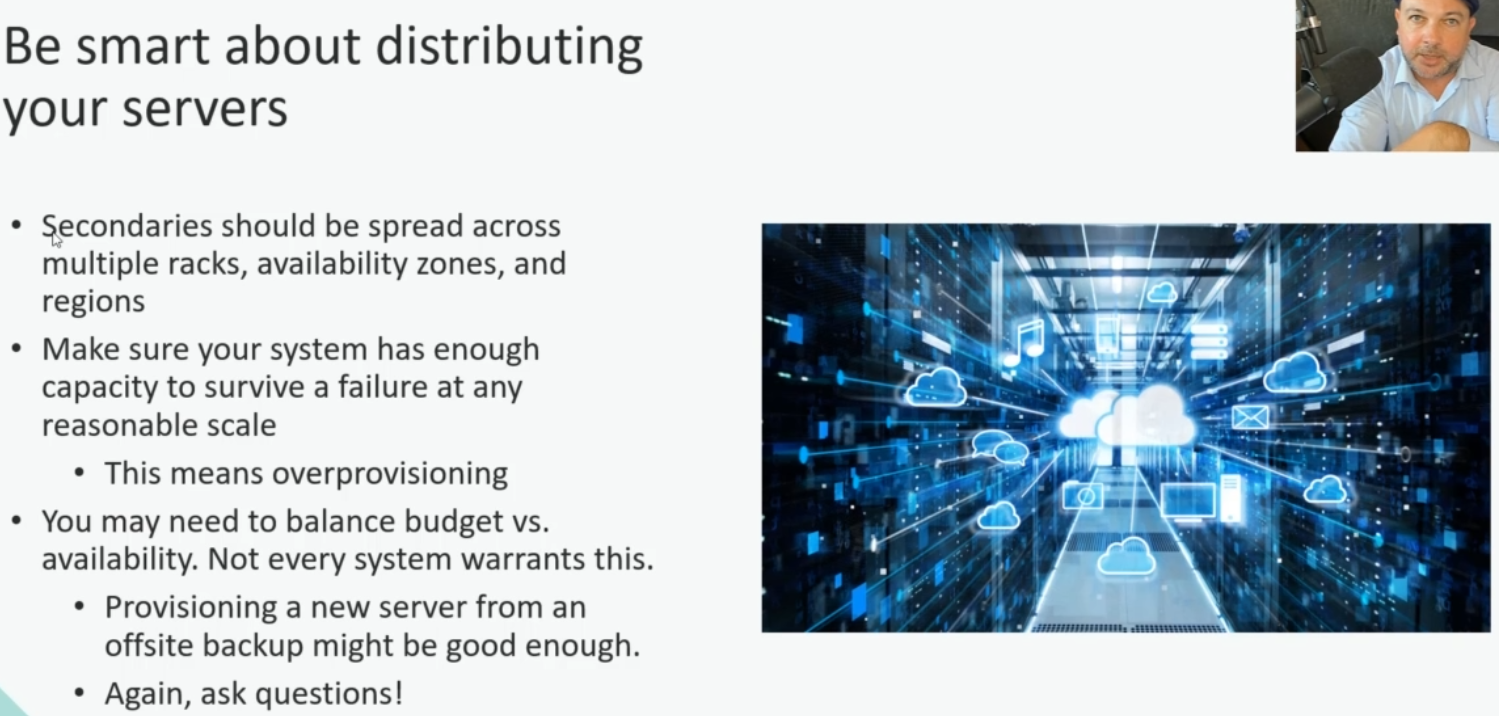 Be smart about distributing
your servers
• Secondaries should be spread across
multiple racks, availability zones, and
regions
• Make sure your system has enough
capacity to survive a failure at any
reasonable scale
• This means overprovisioning
• You may need to balance budget vs.
availability. Not every system warrants this.
• Provisioning a new server from an
offsite backup might be good enough.
• Again, ask questions!